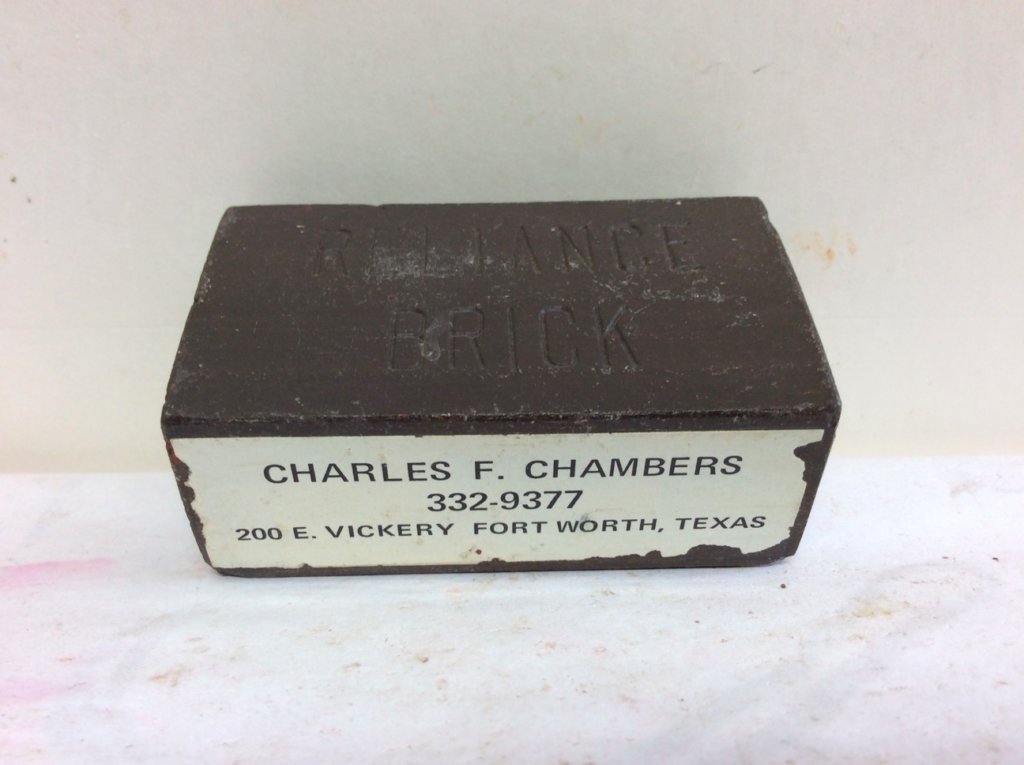 RELIANCE
BRICK
CHARLES F. CHAMBERS
332-9377
200 E. VICKERY FORT WORTH, TEXAS